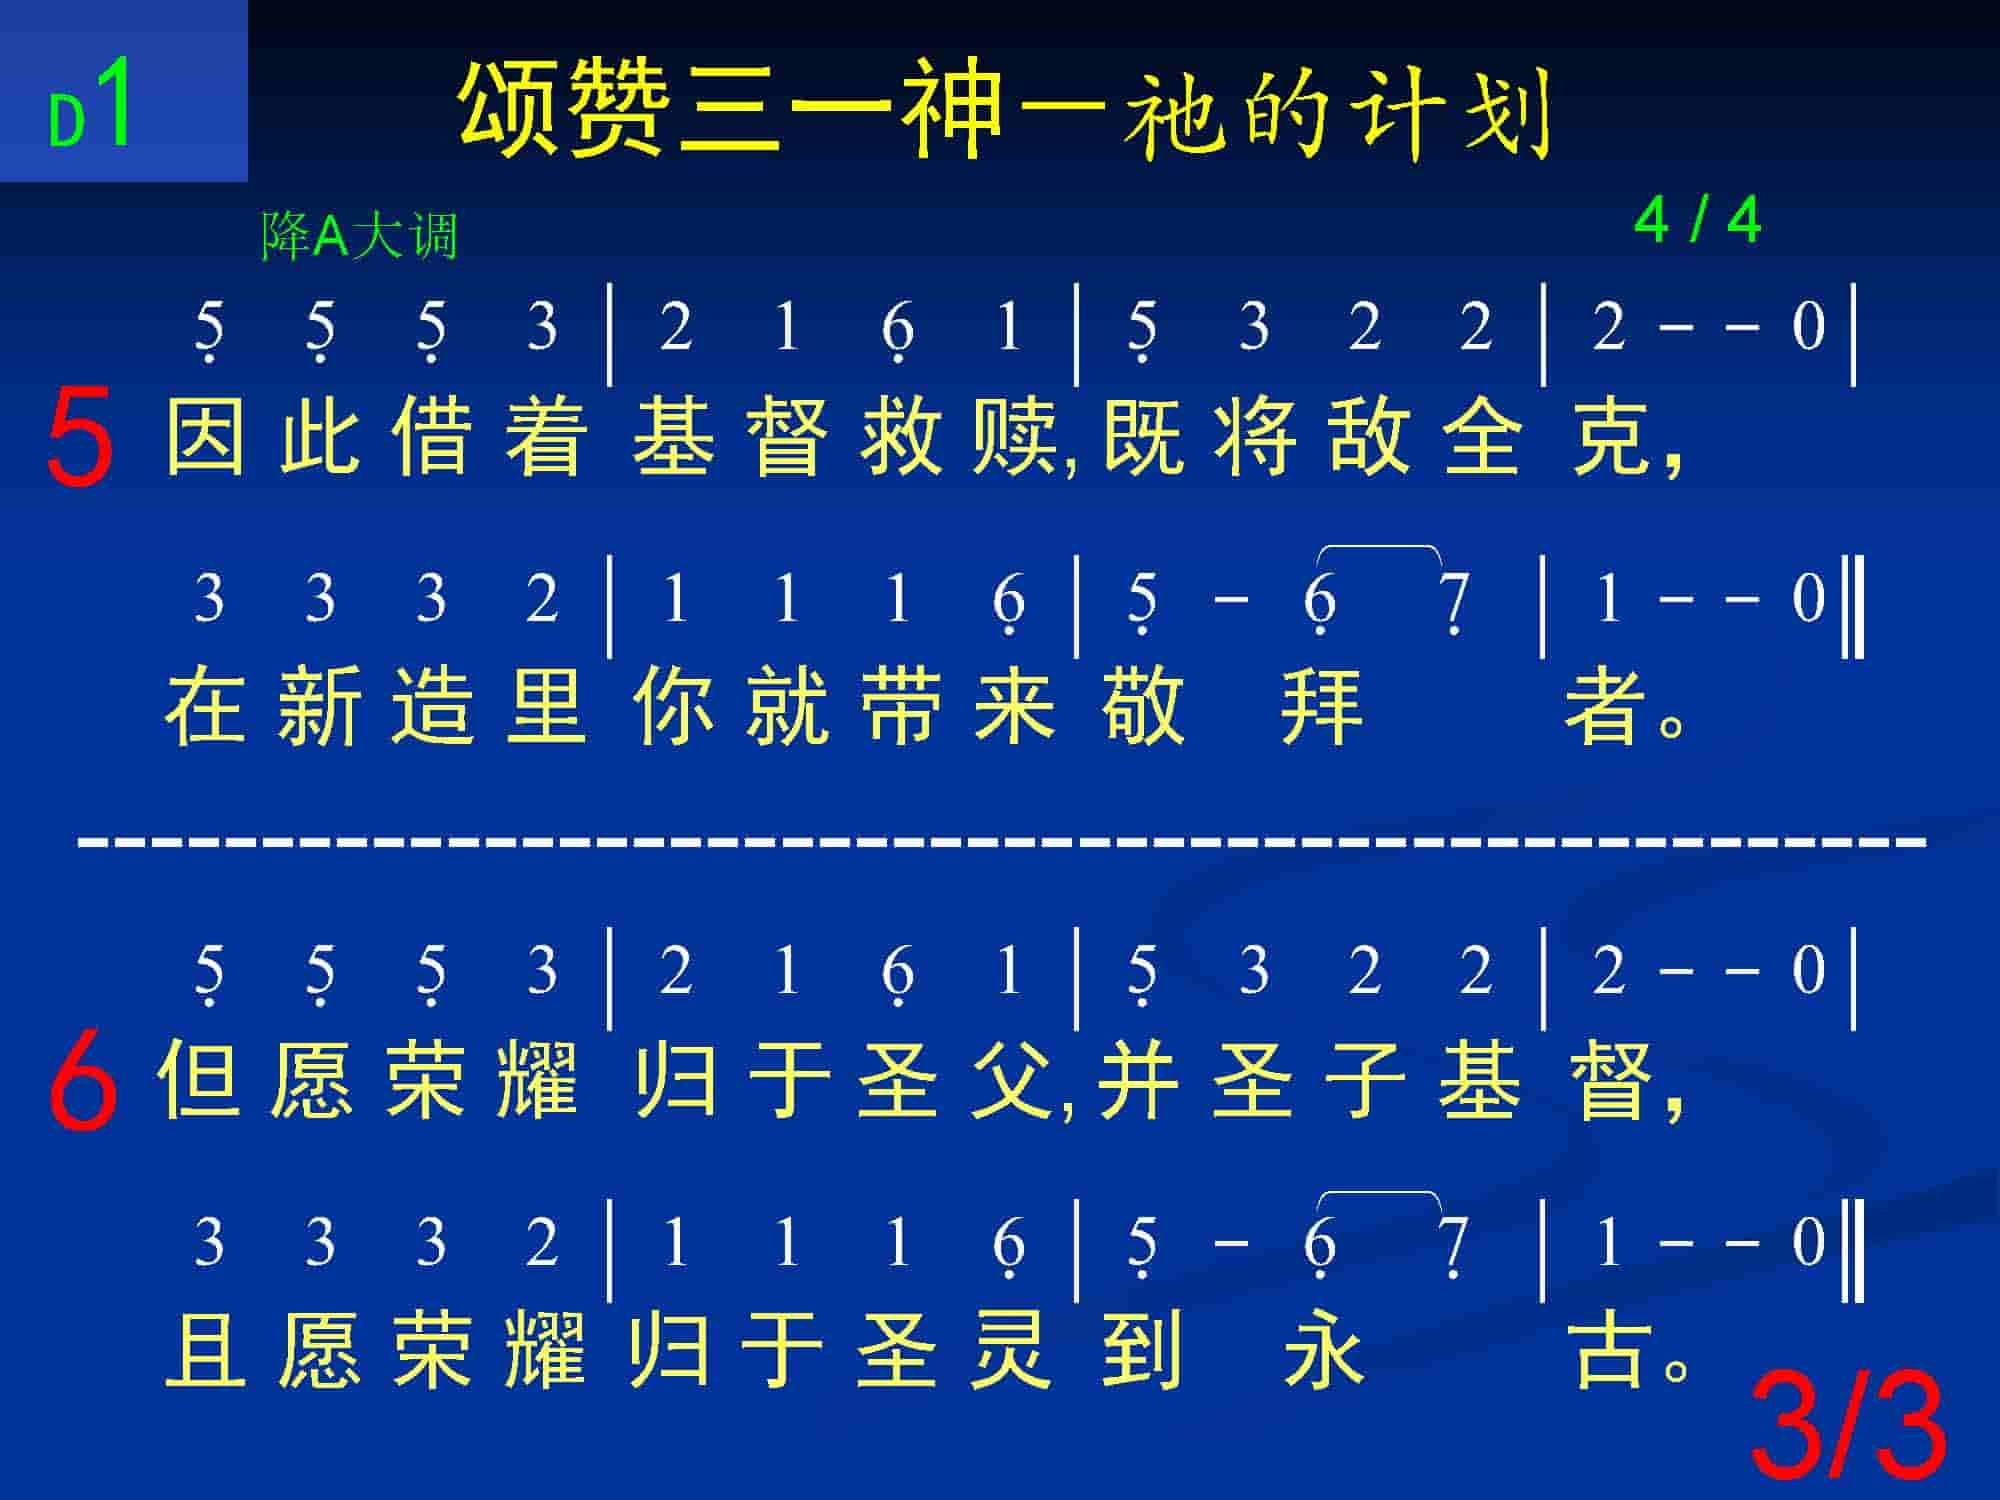 D1
颂赞三一神－祂的计划
降A大调 4 / 4
5̣ 5̣ 5̣ 3 | 2 1 6̣ 1 | 5̣ 3 2 2 | 2 - - 0 |
5 因此借着基督救赎,既将敌全克，
3 3 3 2 | 1 1 1 6̣ | 5̣ - 6̣ 7̣ | 1 - - 0 ‖
在新造里你就带来敬拜者。
5̣ 5̣ 5̣ 3 | 2 1 6̣ 1 | 5̣ 3 2 2 | 2 - - 0 |
6 但愿荣耀归于圣父,并圣子基督，
3 3 3 2 | 1 1 1 6̣ | 5̣ - 6̣ 7̣ | 1 - - 0 ‖
且愿荣耀归于圣灵到永古。
3/3